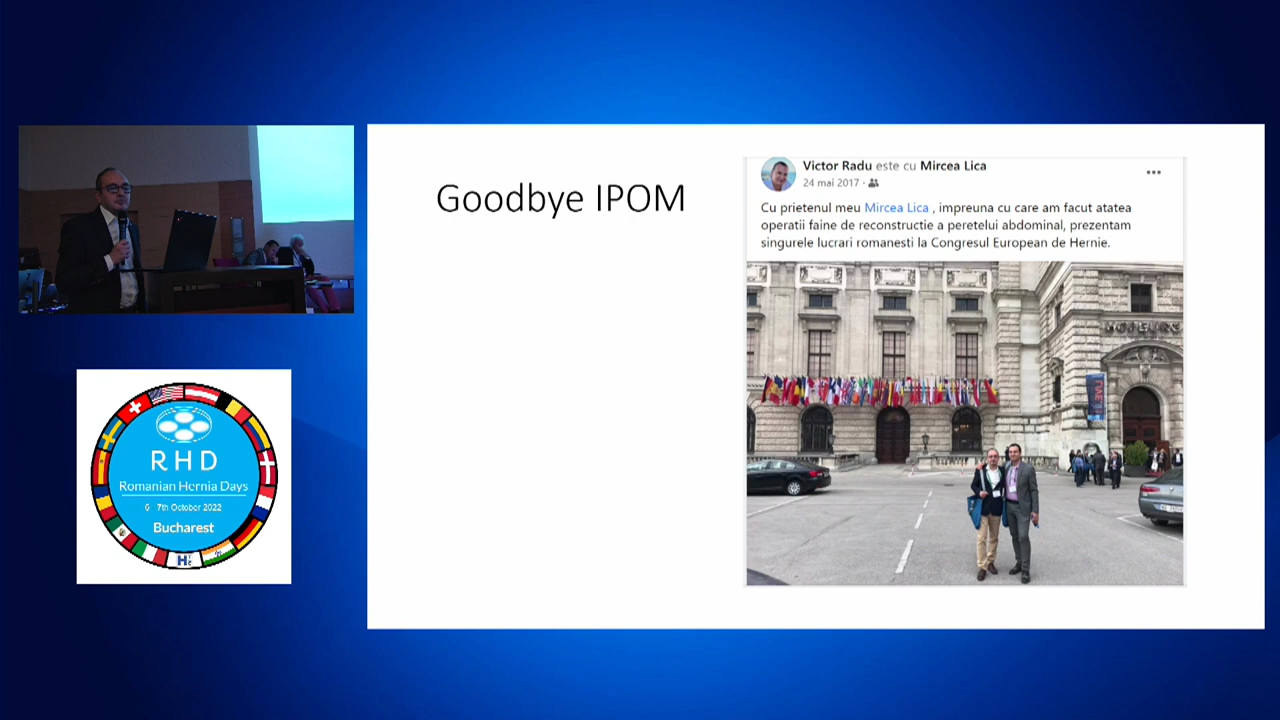 Goodbye IPOM
Victor Radu este cu Mircea Lica
24 mai 2017 ·
Cu prietenul meu Mircea Lica , impreuna cu care am facut atatea
operatii faine de reconstructie a peretelui abdominal, prezentam
singurele lucrari romanesti la Congresul European de Hernie.
HOFBURG
RHD
Romanian Hernia Days
6 7th October 2022
Bucharest